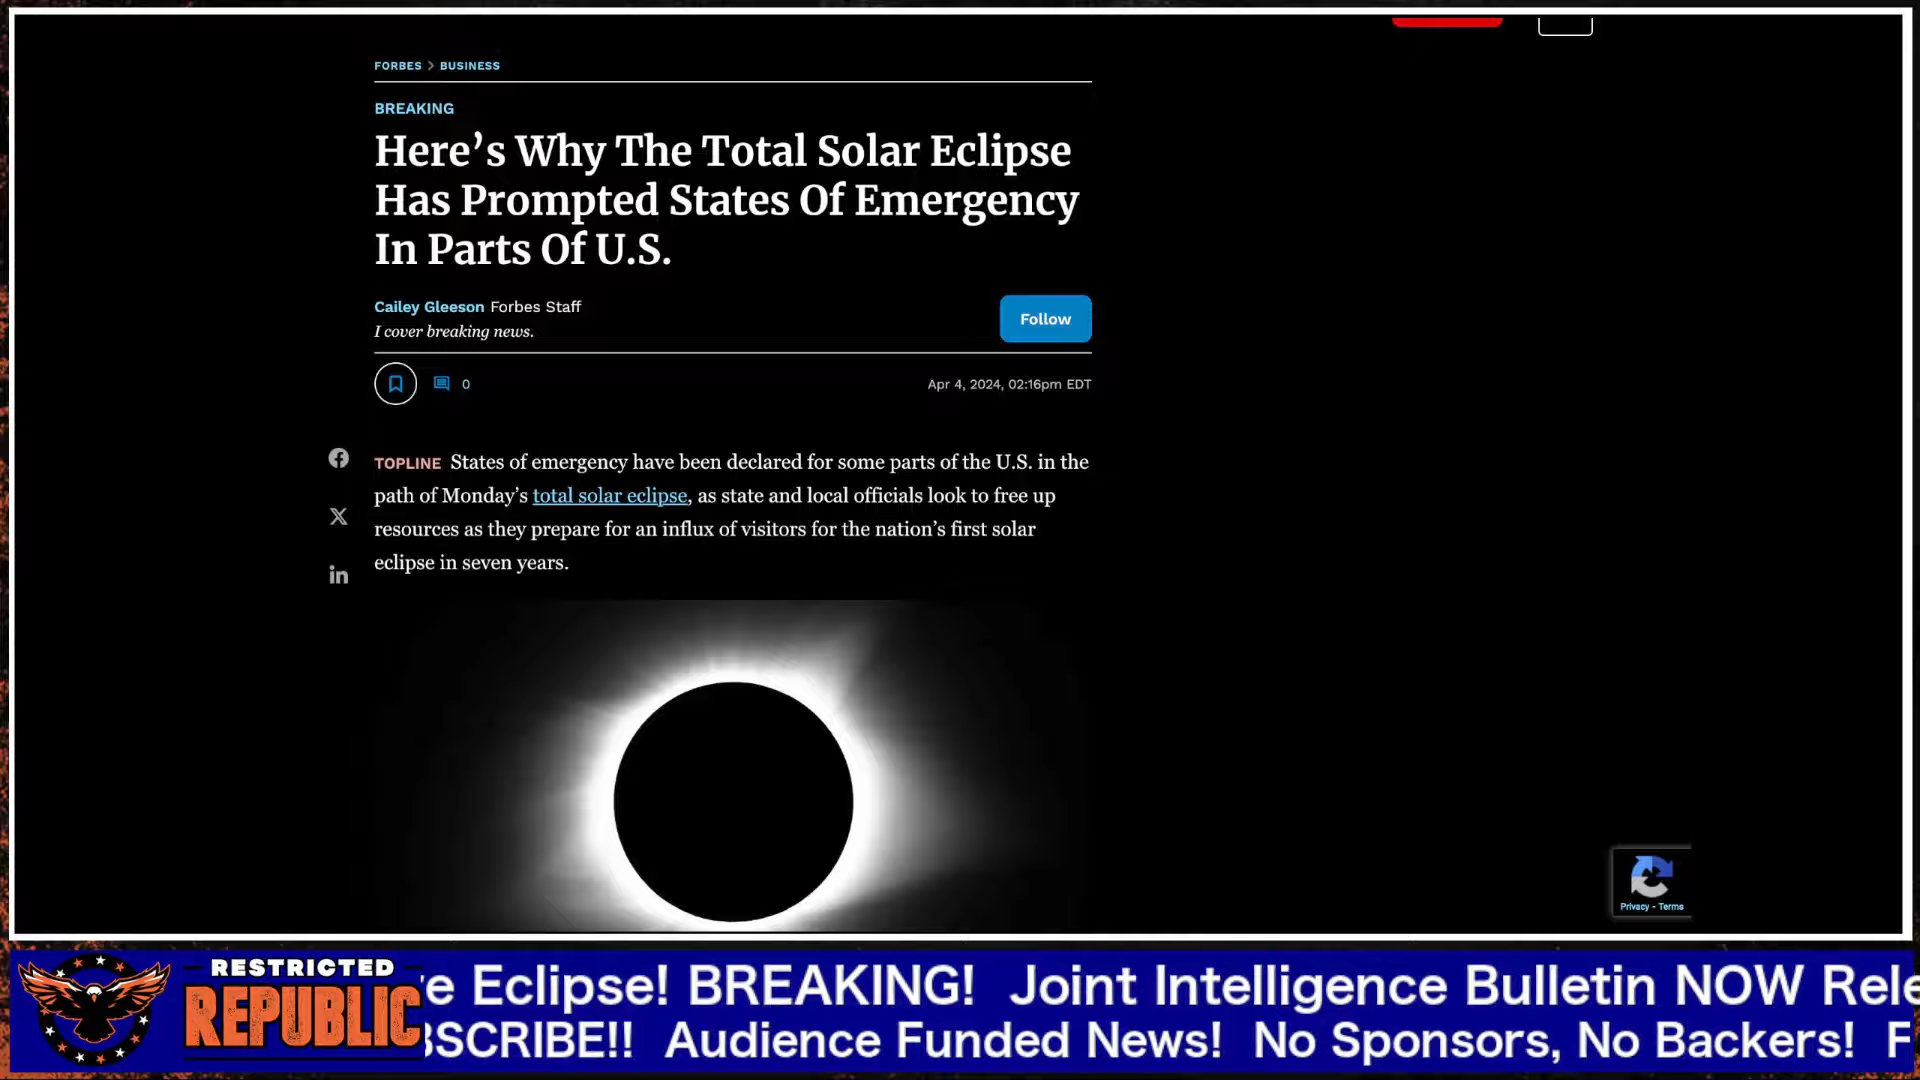 FORBES > BUSINESS
BREAKING
Here’s Why The Total Solar Eclipse
Has Prompted States Of Emergency
In Parts Of U.S.
Cailey Gleeson Forbes Staff
I cover breaking news.
Follow
0
Apr 4, 2024, 02:16pm EDT
TOPLINE States of emergency have been declared for some parts of the U.S. in the
path of Monday’s total solar eclipse, as state and local officials look to free up
resources as they prepare for an influx of visitors for the nation’s first solar
eclipse in seven years.
Privacy - Terms
RESTRICTED
REPUBLIC
Eclipse! BREAKING! Joint Intelligence Bulletin NOW
Audience Funded News! No Sponsors, No Backers!